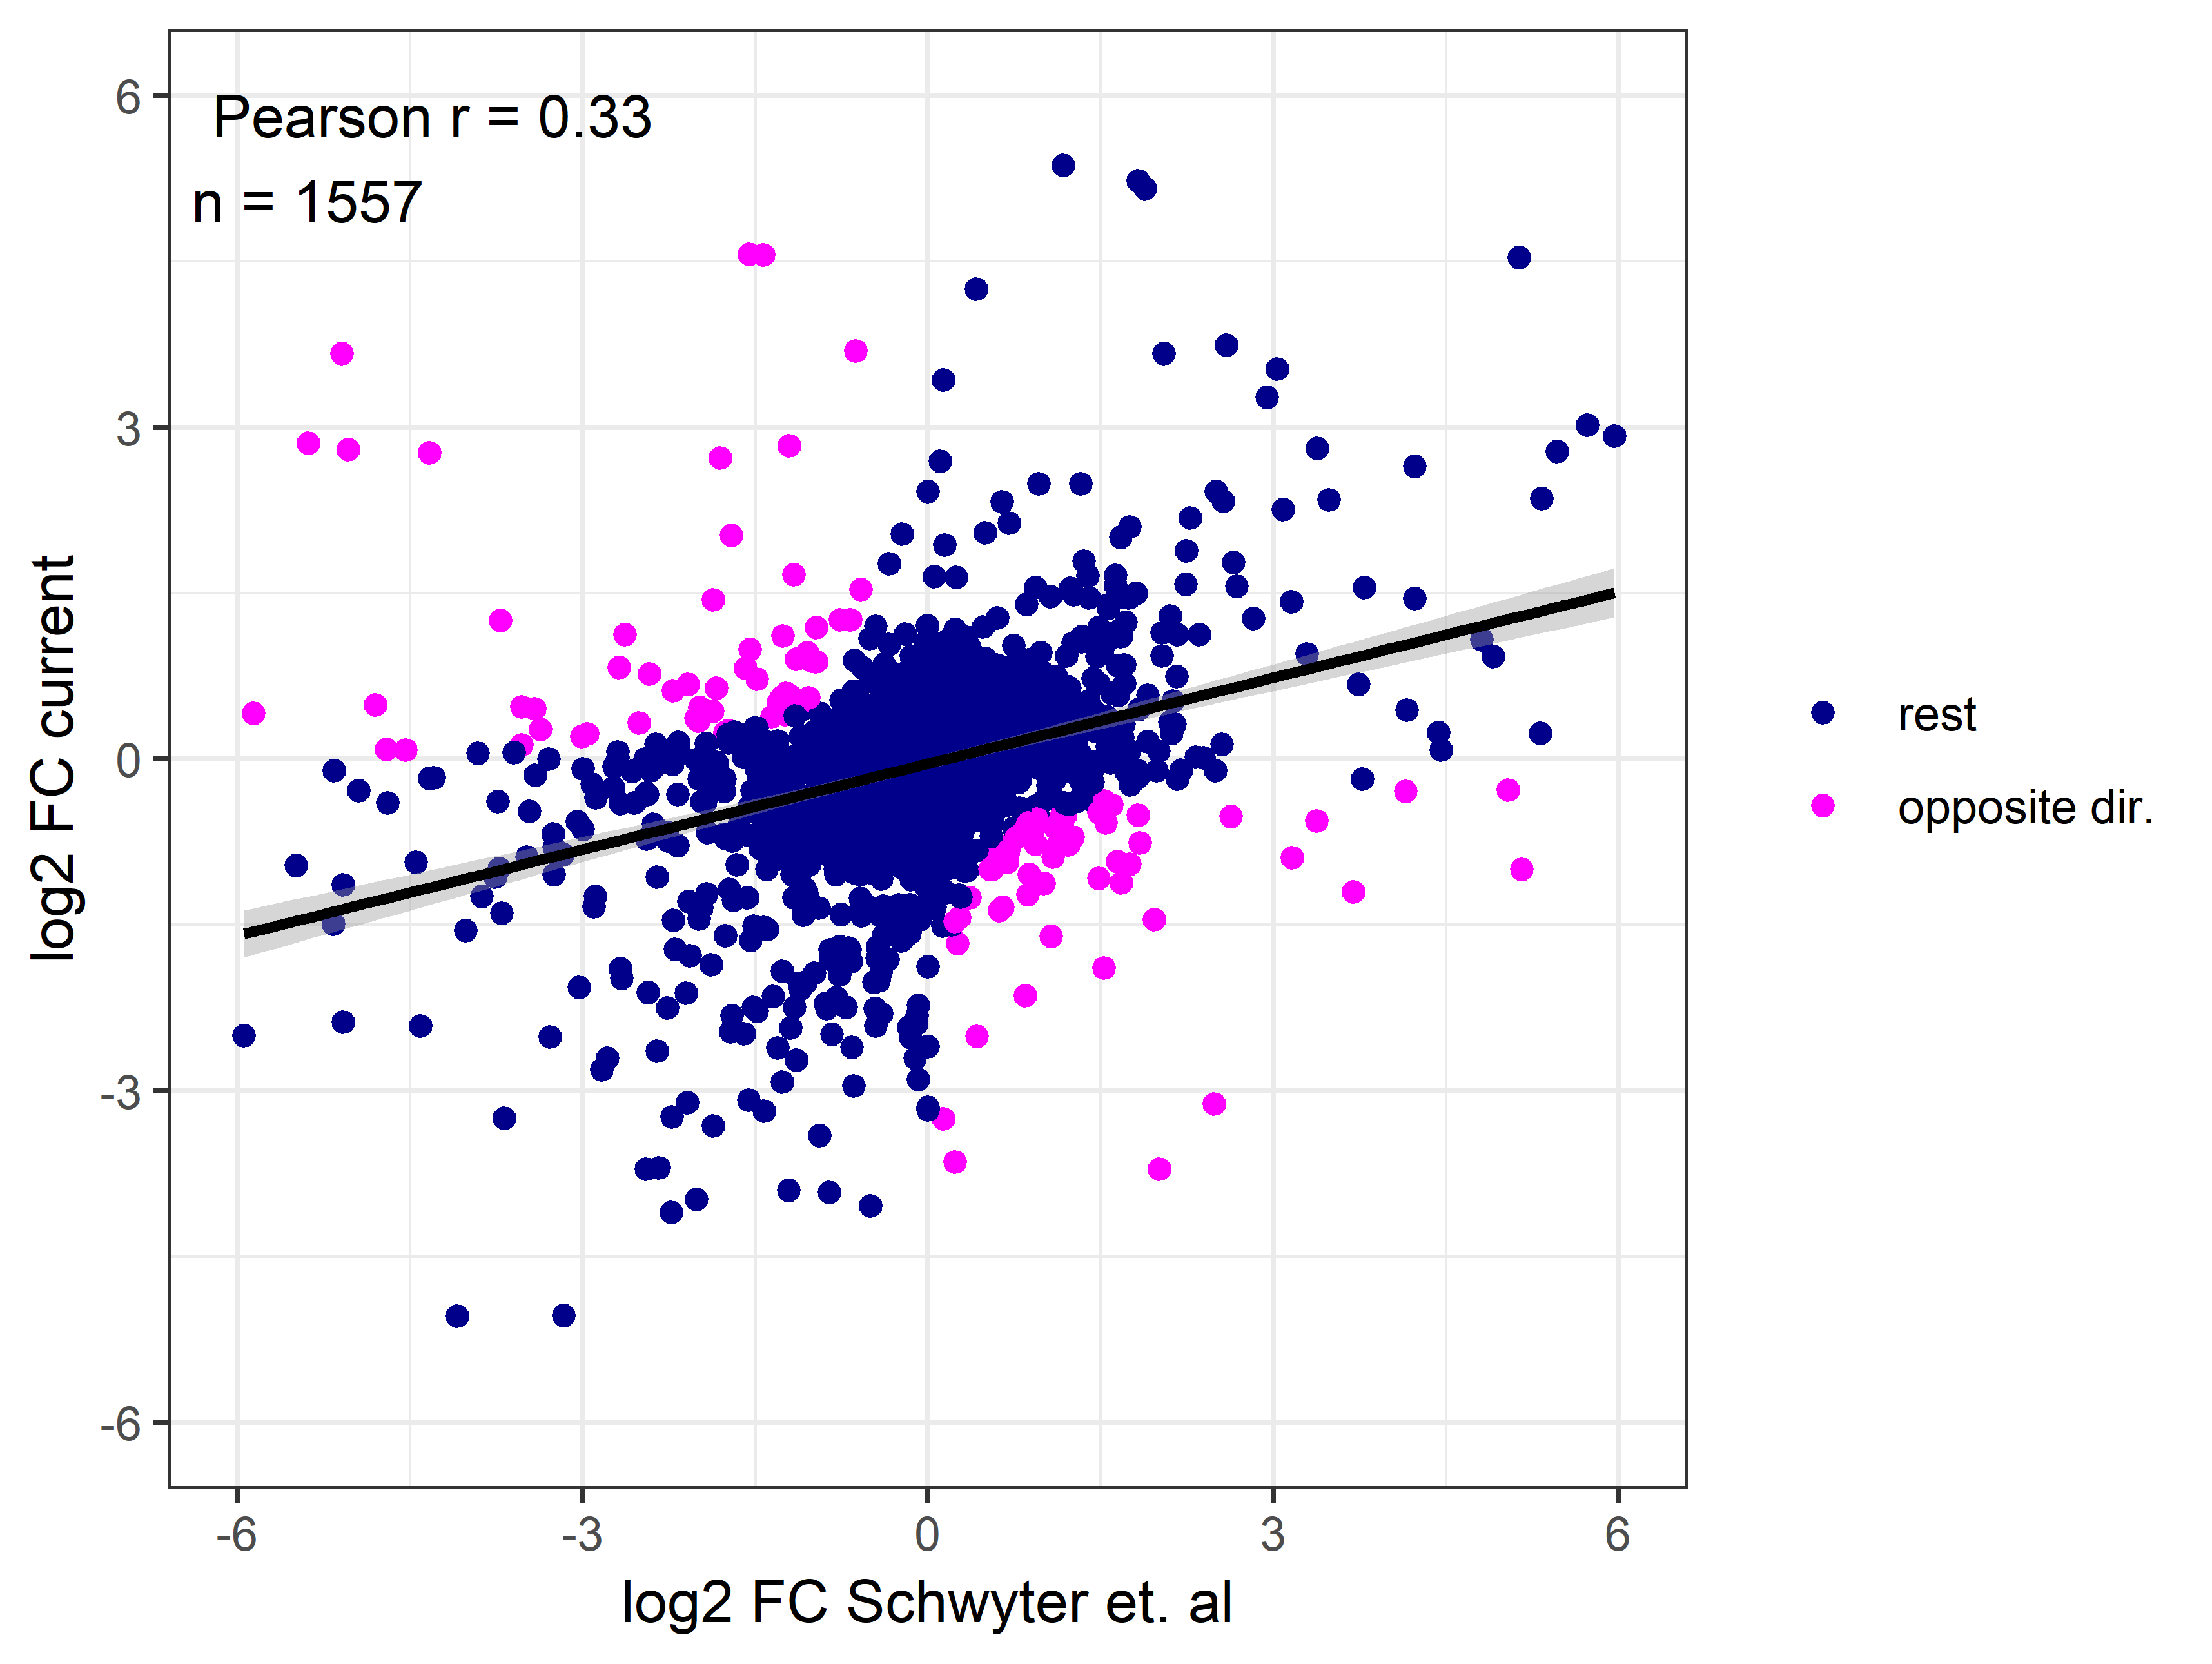 Pearson r = 0.33
n = 1557
6
3
0
-3
-6
log2 FC current
-6
-3
0
3
6
log2 FC Schwyter et. al
rest
opposite dir.